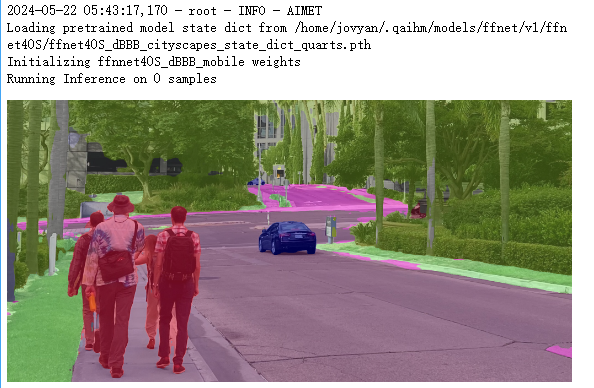 2024-05-22 05:43:17,170 - root - INFO - AIMET
Loading pretrained model state dict from /home/jovyan/.qaihm/models/ffnet/v1/ffn
et40S/ffnet40S_dBBB_cityscapes_state_dict_quarts.pth
Initializing ffnnet40S_dBBB_mobile weights
Running Inference on 0 samples